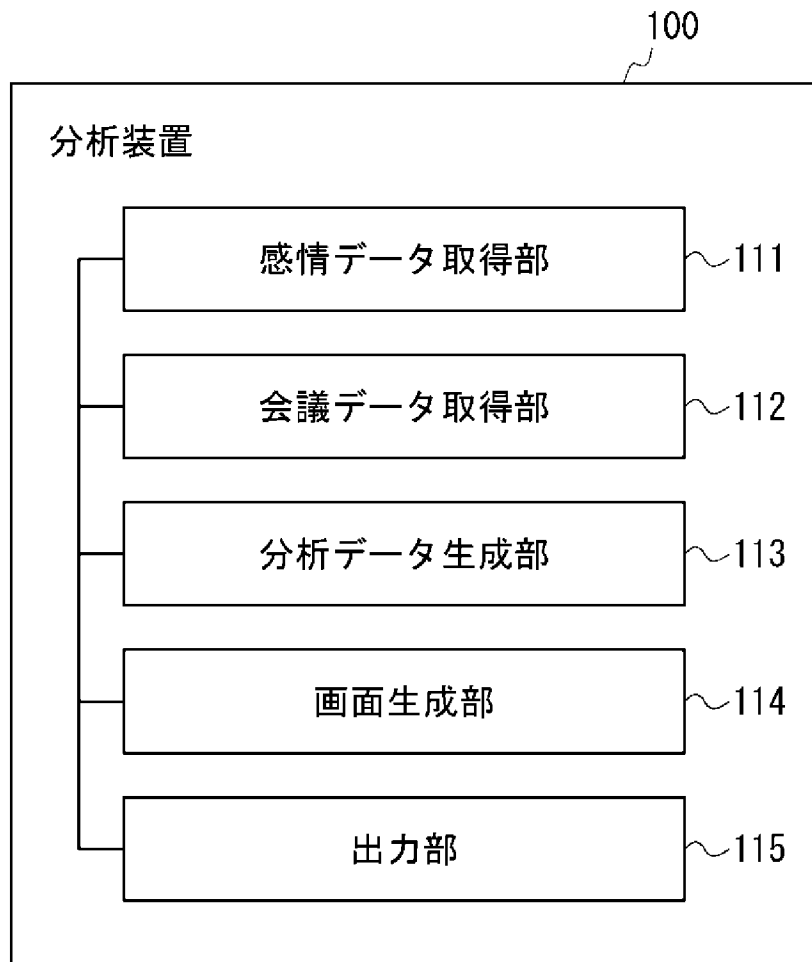 100
分析装置
感情データ取得部 111
会議データ取得部 112
分析データ生成部 113
画面生成部 114
出力部 115